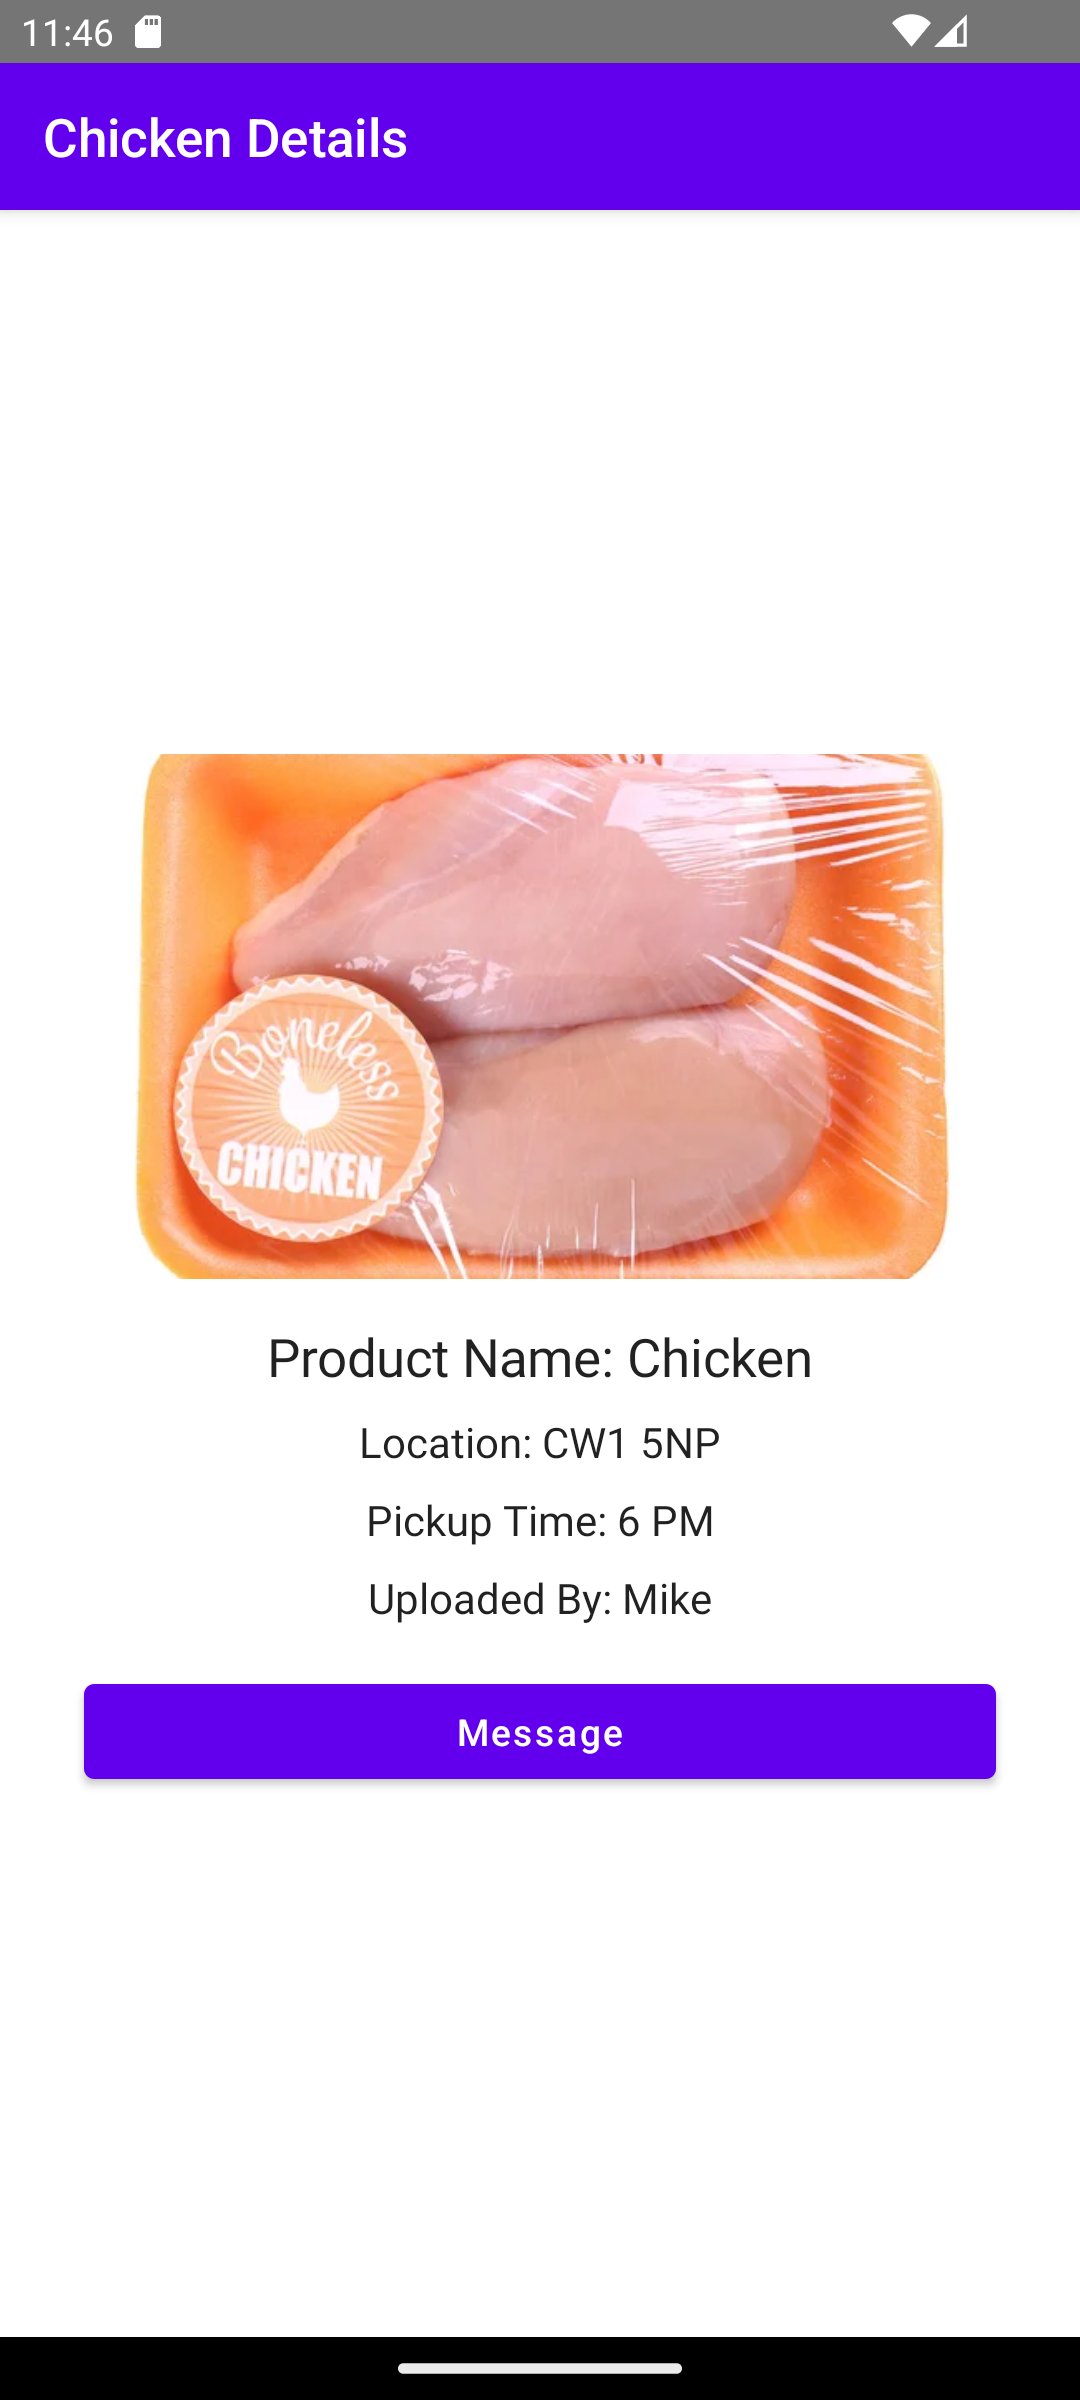 11:46
Chicken Details
Boneless
CHICKEN
Product Name: Chicken
Location: CW1 5NP
Pickup Time: 6 PM
Uploaded By: Mike
Message